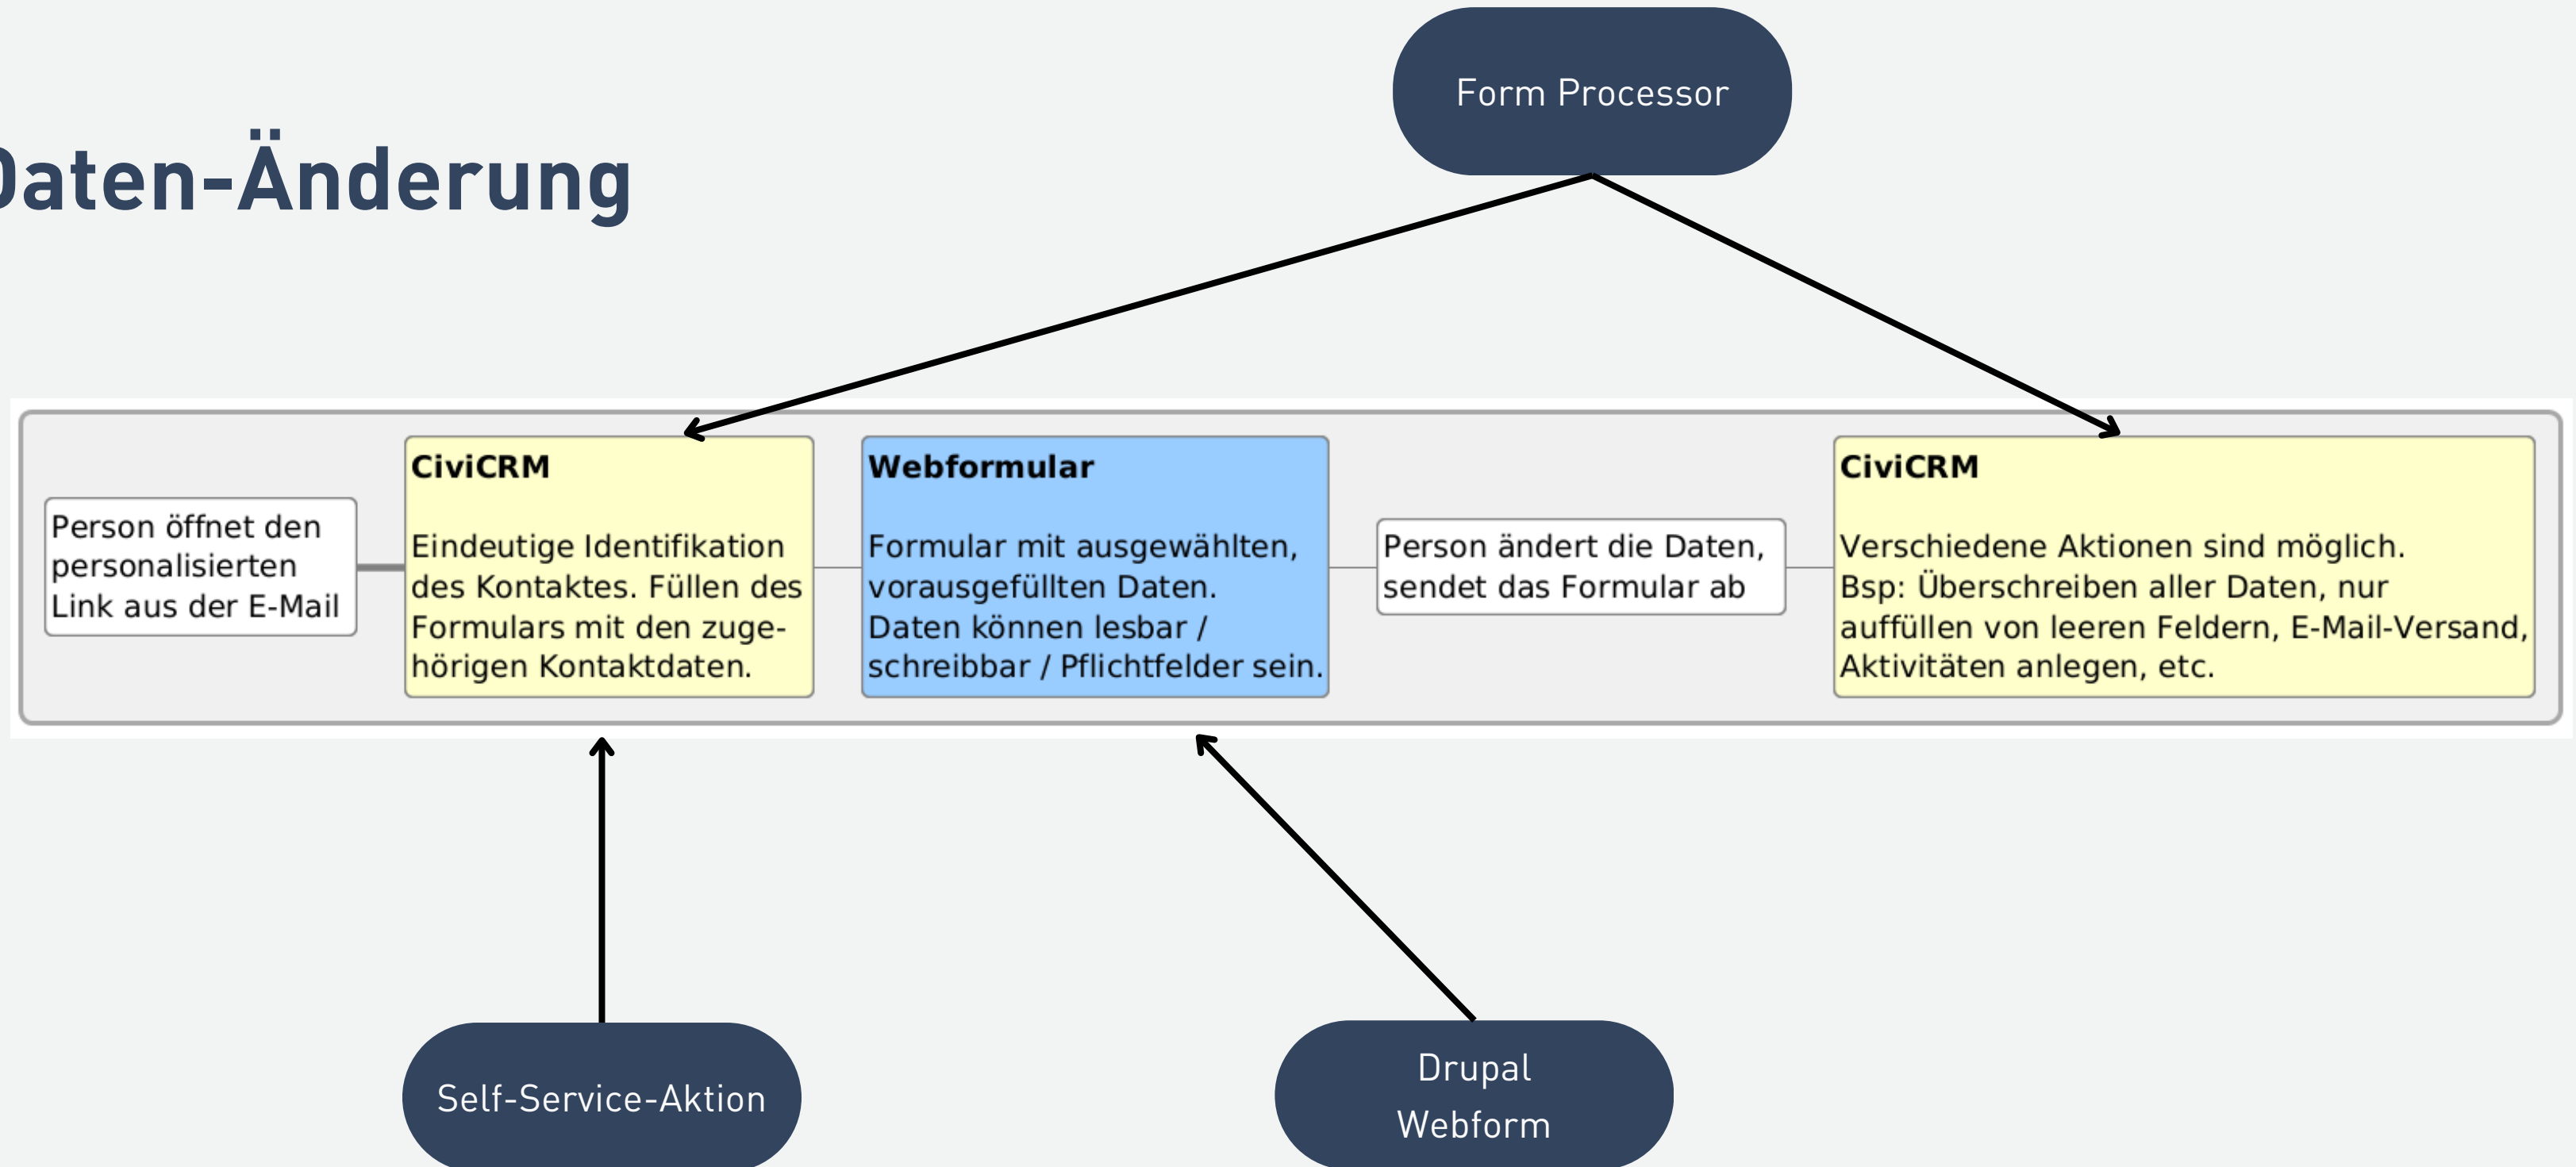 Form Processor
Daten-Änderung
Person öffnet den
personalisierten
Link aus der E-Mail
CiviCRM
Eindeutige Identifikation
des Kontaktes. Füllen des
Formulars mit den zuge-
hörigen Kontaktdaten.
Webformular
Formular mit ausgewählten,
vorausgefüllten Daten.
Daten können lesbar /
schreibbar / Pflichtfelder sein.
Person ändert die Daten,
sendet das Formular ab
CiviCRM
Verschiedene Aktionen sind möglich.
Bsp: Überschreiben aller Daten, nur
auffüllen von leeren Feldern, E-Mail-Versand,
Aktivitäten anlegen, etc.
Self-Service-Aktion
Drupal
Webform